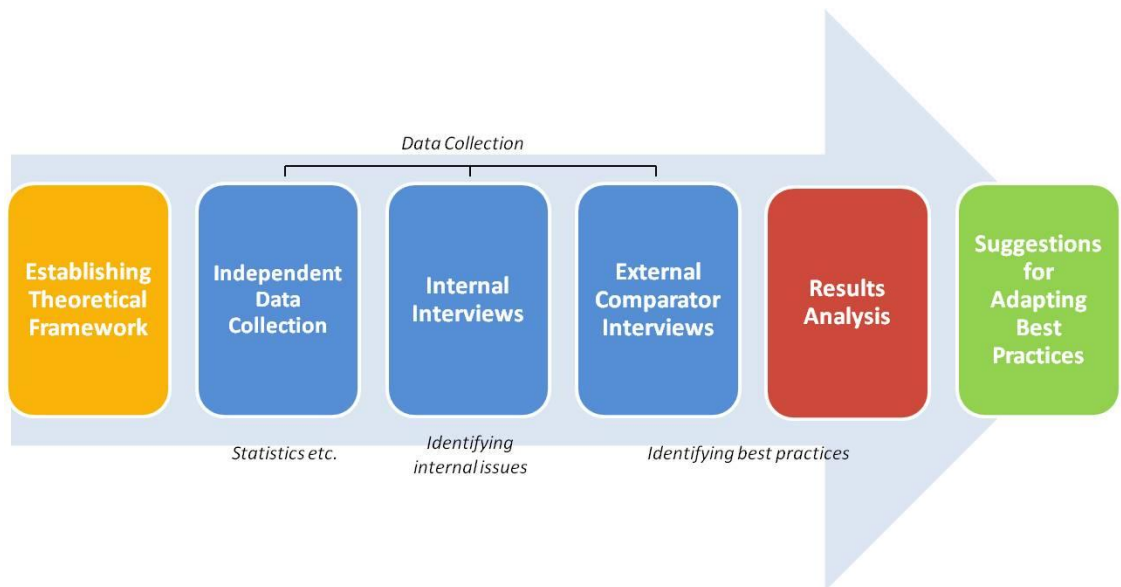 Data Collection
Establishing
Theoretical
Framework
Independent
Data
Collection
Internal
Interviews
External
Comparator
Interviews
Results
Analysis
Suggestions
for
Adapting
Best
Practices
Statistics etc.
Identifying
internal issues
Identifying best practices